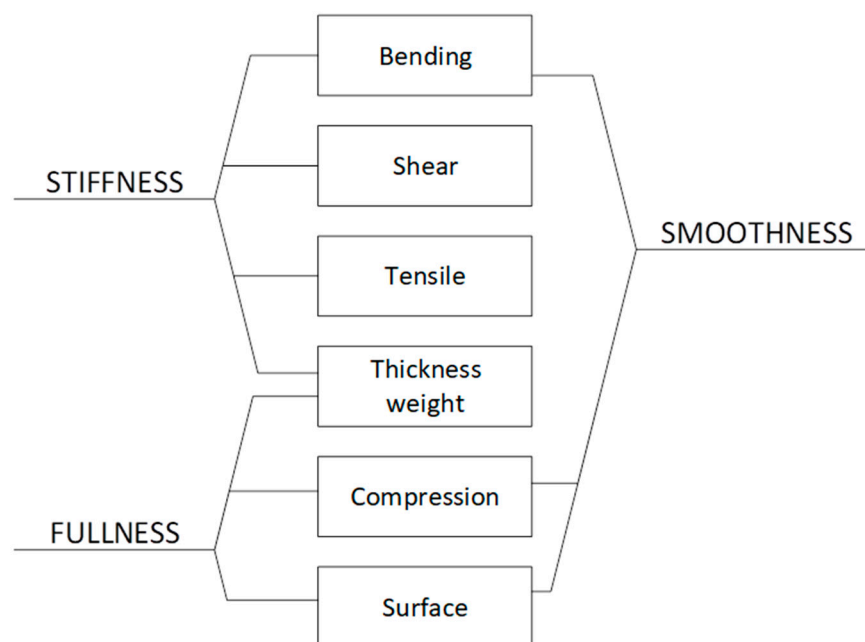 Bending
Shear
STIFFNESS
SMOOTHNESS
Tensile
Thickness
weight
Compression
FULLNESS
Surface